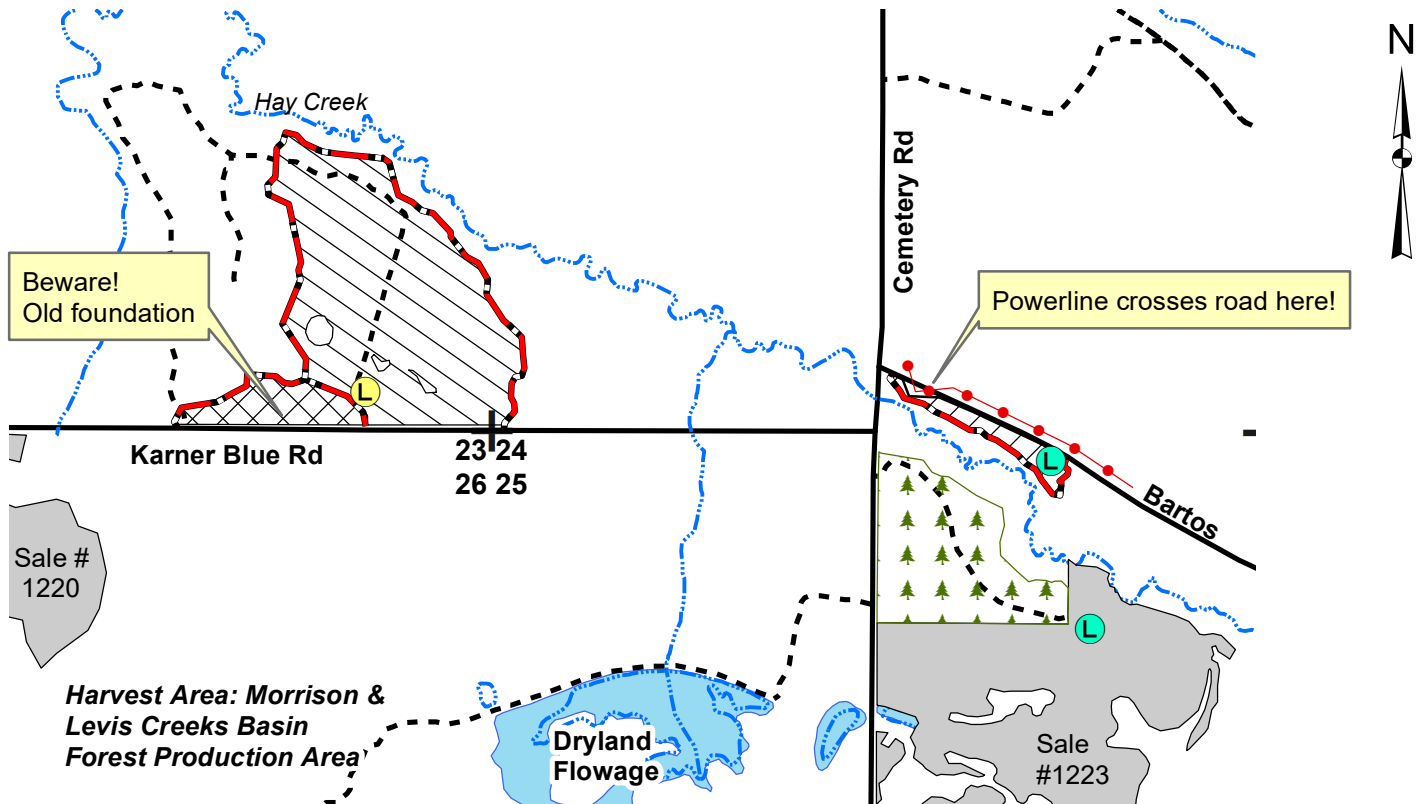 N
Hay Creek
Cemetery Rd
Beware!
Old foundation
Powerline crosses road here!
L
L
Karner Blue Rd
23 24
26 25
Bartos
Sale #
1220
L
Harvest Area: Morrison &
Levis Creeks Basin
Forest Production Area
Dryland
Flowage
Sale
#1223